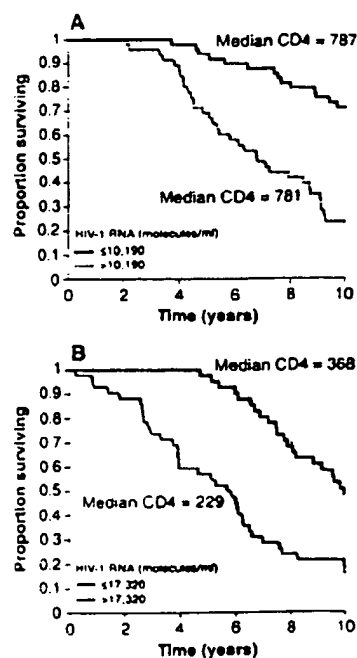 A
1
0.9
0.8
0.7
0.6
0.5
0.4
0.3
0.2
0.1
0
Proportion surviving
Median CD4 = 787
Median CD4 = 781
HIV-1 RNA (molecules/ml)
≤10,190
>10,190
0 2 4 6 8 10
Time (years)
B
1
0.9
0.8
0.7
0.6
0.5
0.4
0.3
0.2
0.1
0
Proportion surviving
Median CD4 = 368
Median CD4 = 229
HIV-1 RNA (molecules/ml)
≤17,320
>17,320
0 2 4 6 8 10
Time (years)